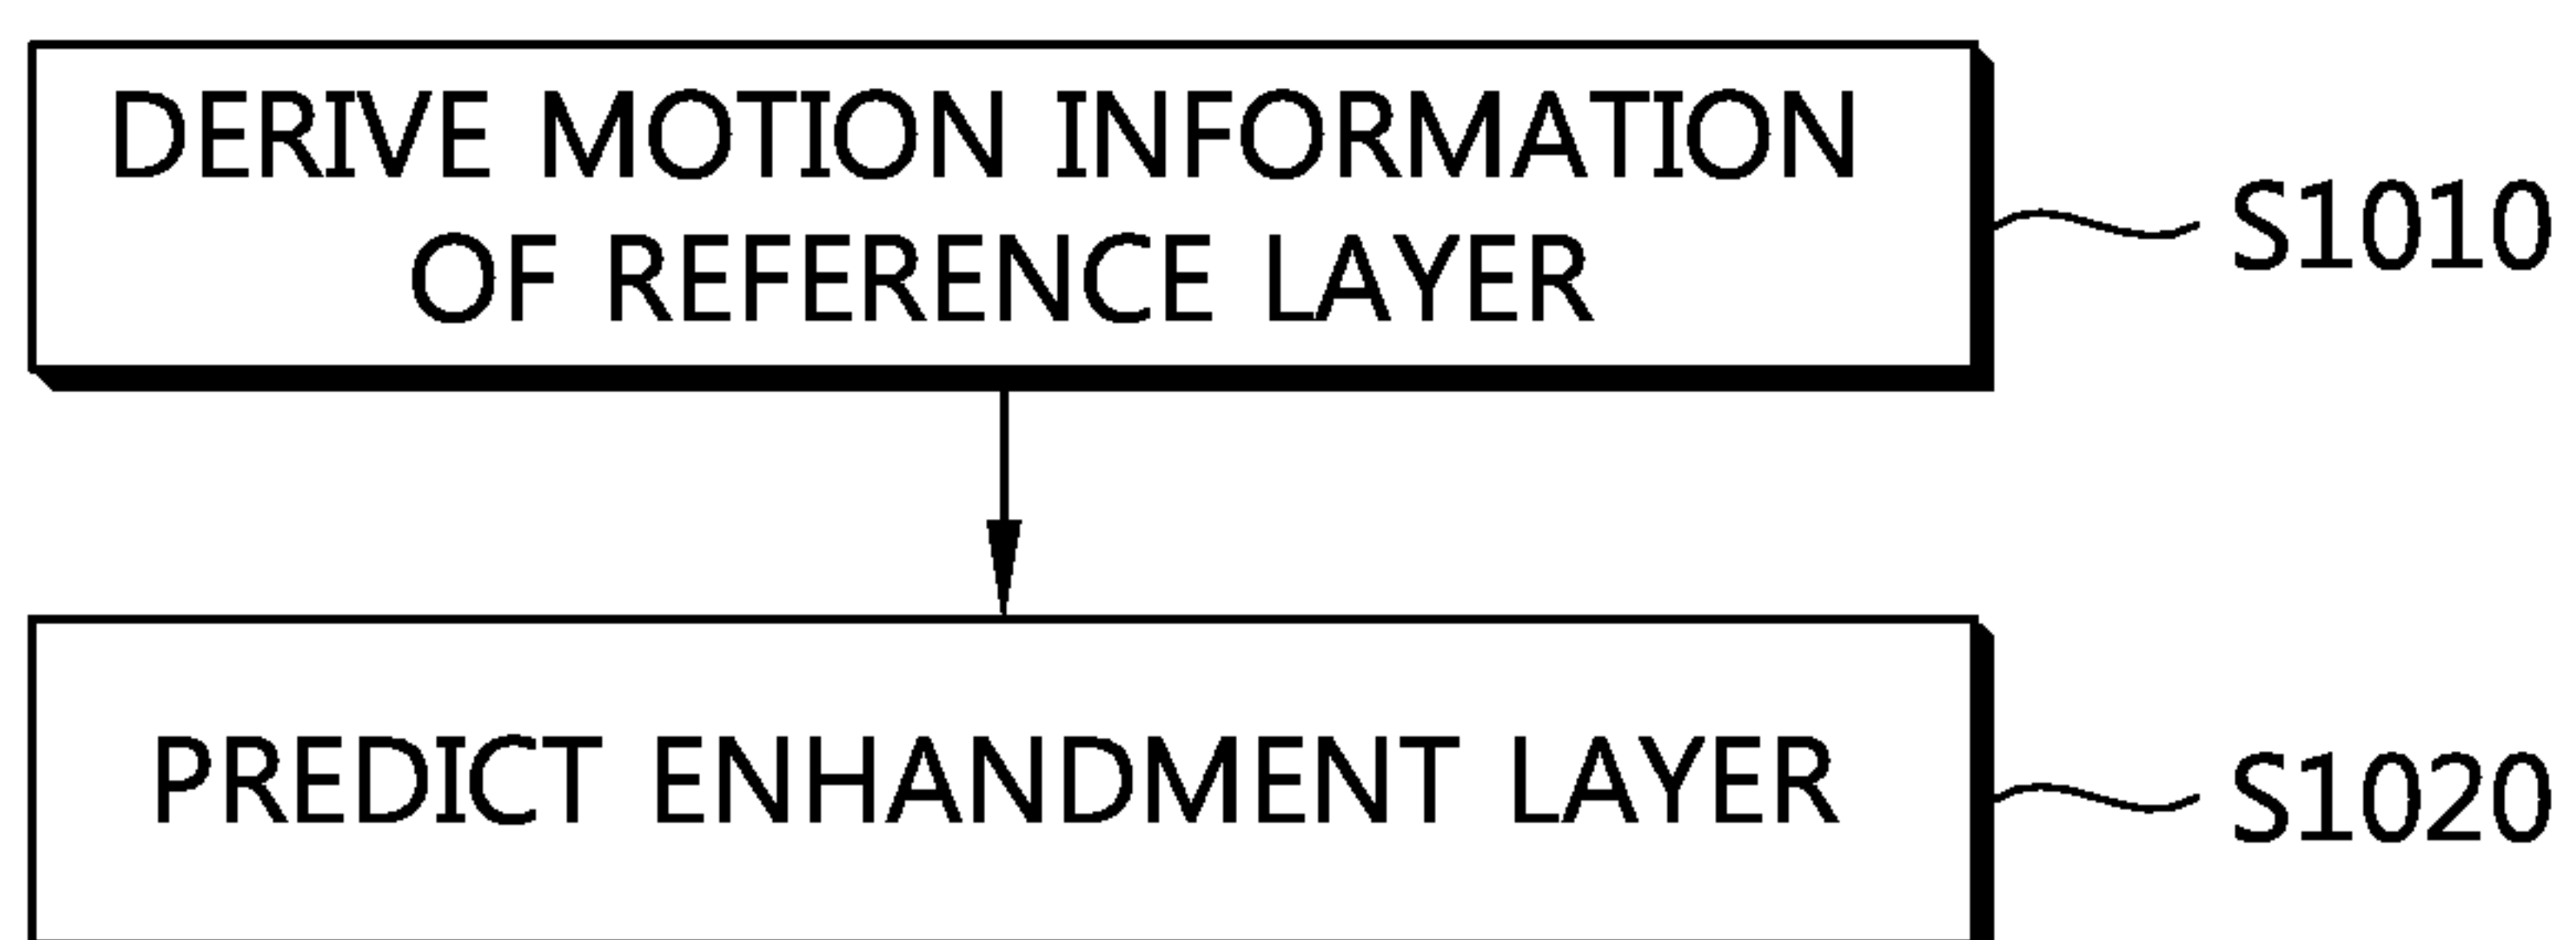 DERIVE MOTION INFORMATION
OF REFERENCE LAYER
S1010
PREDICT ENHANDMENT LAYER
S1020